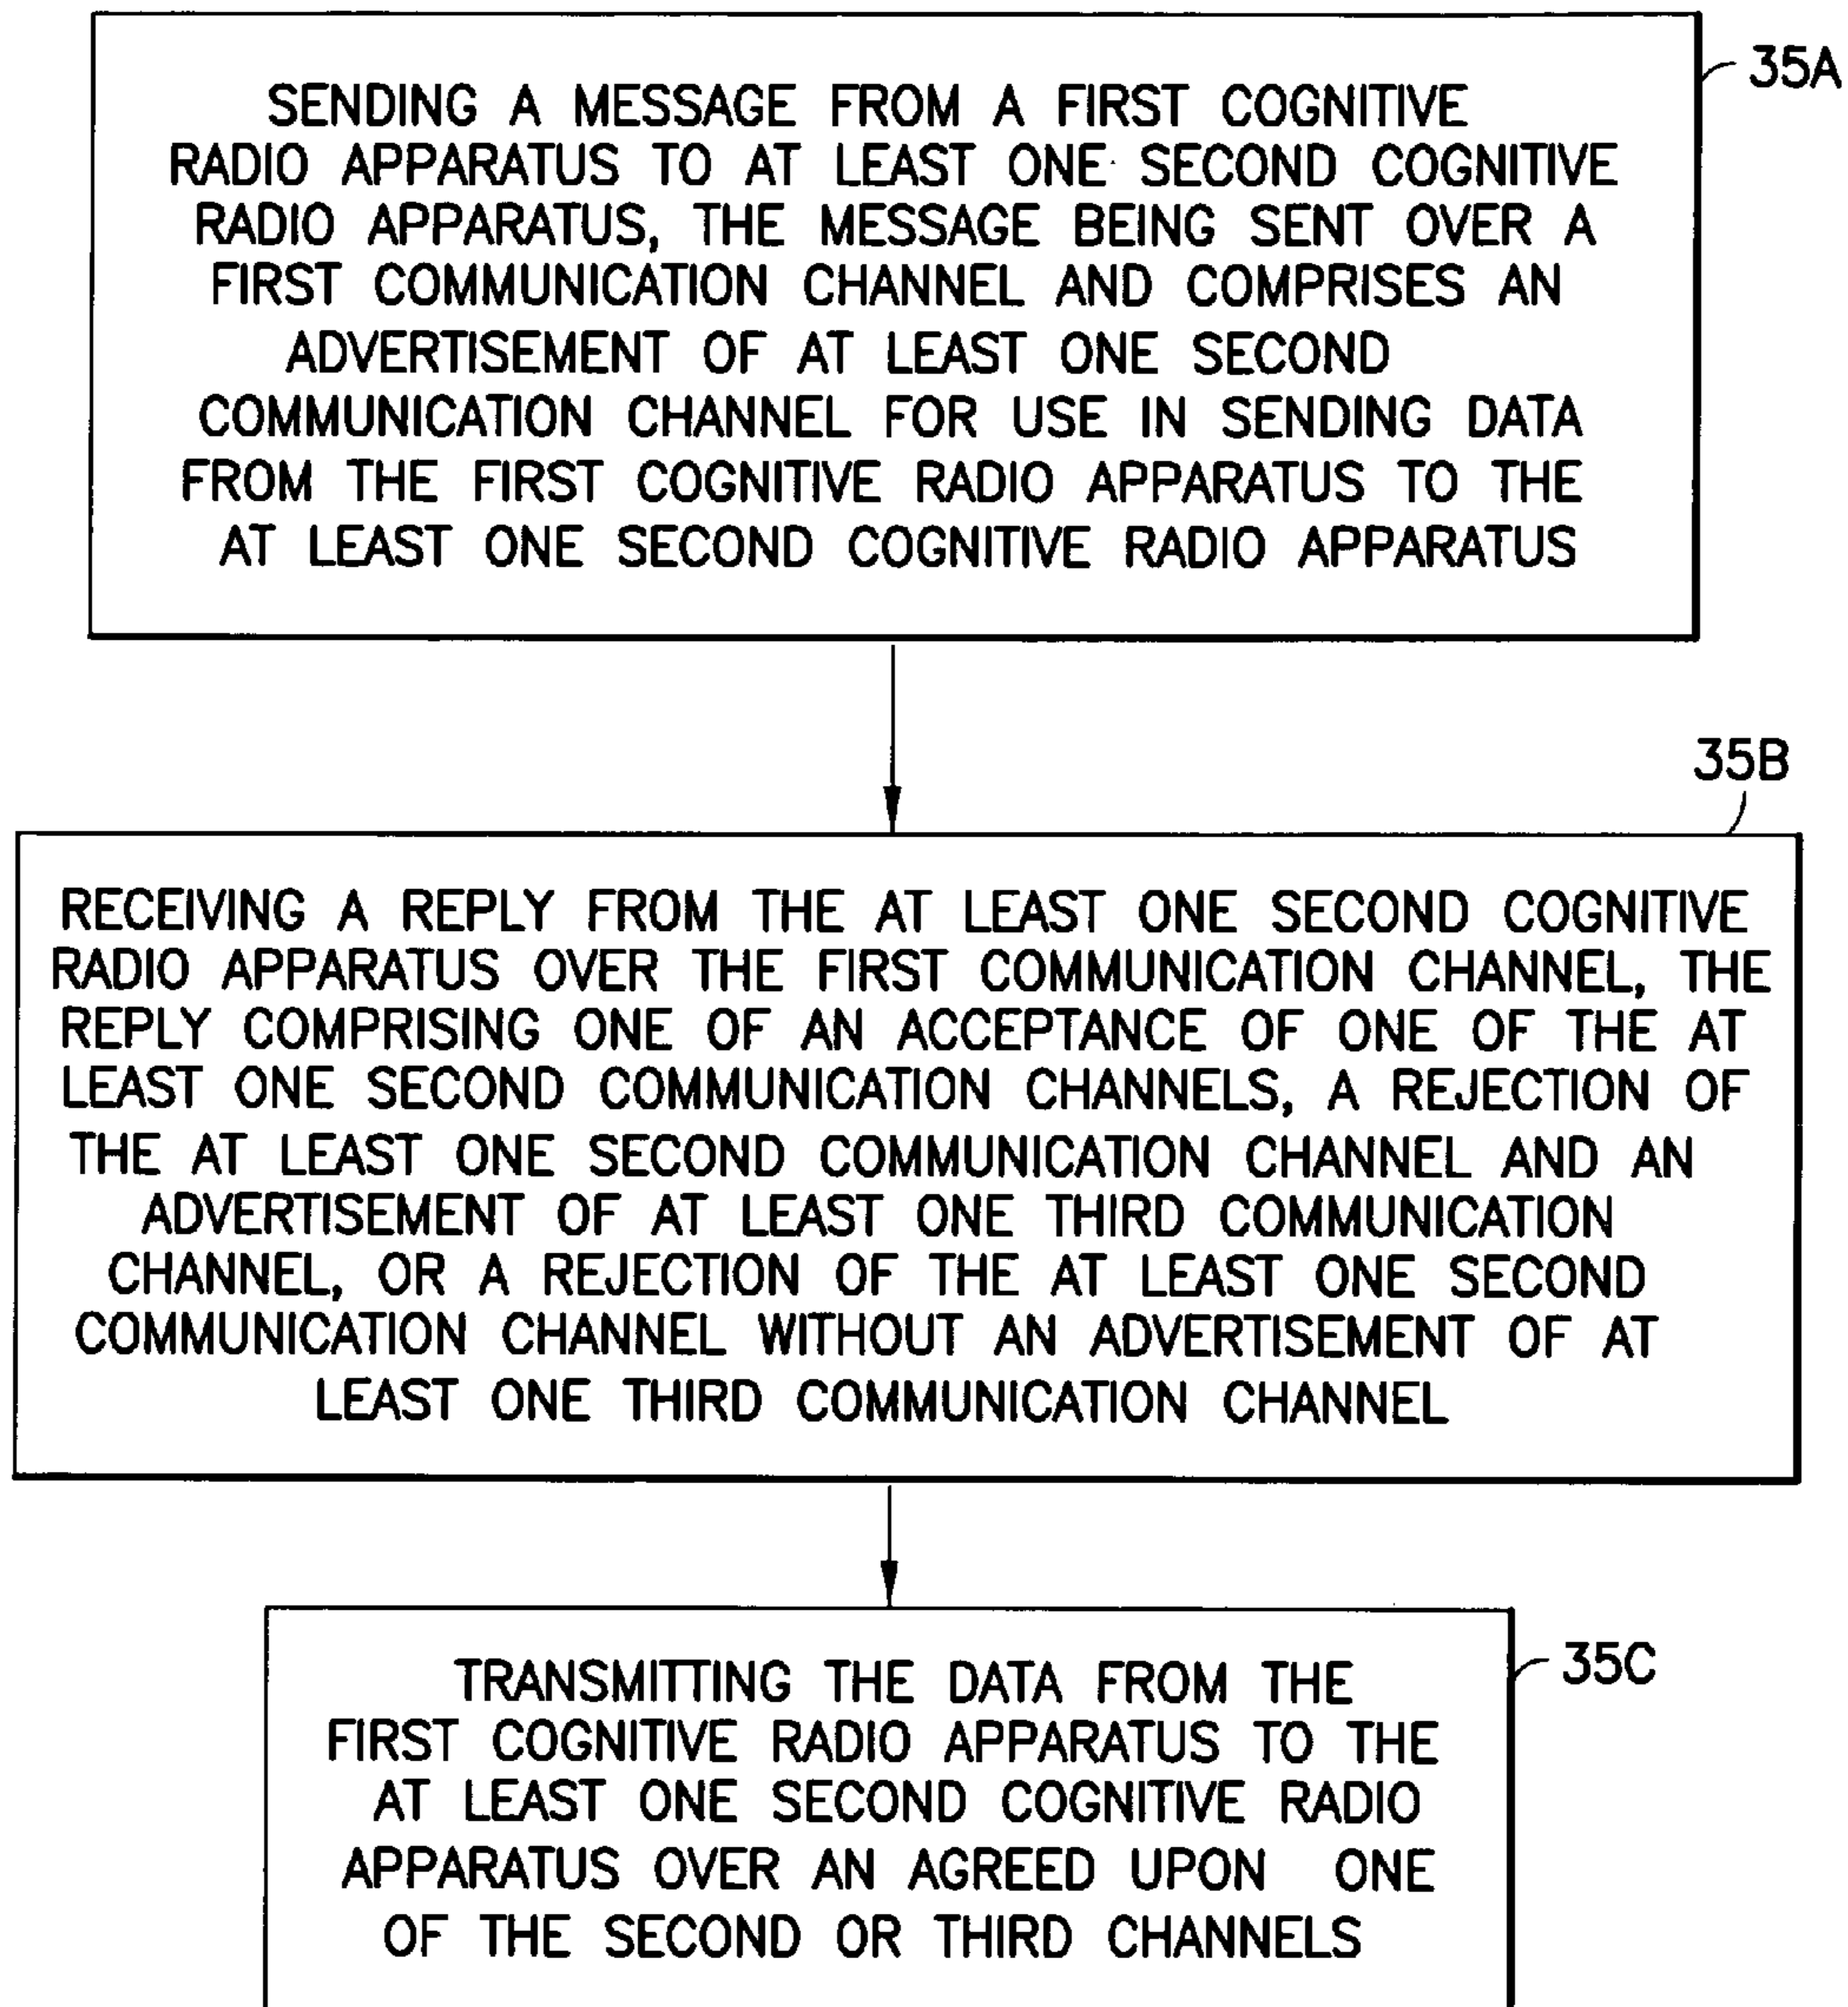 35A
SENDING A MESSAGE FROM A FIRST COGNITIVE
RADIO APPARATUS TO AT LEAST ONE SECOND COGNITIVE
RADIO APPARATUS, THE MESSAGE BEING SENT OVER A
FIRST COMMUNICATION CHANNEL AND COMPRISES AN
ADVERTISEMENT OF AT LEAST ONE SECOND
COMMUNICATION CHANNEL FOR USE IN SENDING DATA
FROM THE FIRST COGNITIVE RADIO APPARATUS TO THE
AT LEAST ONE SECOND COGNITIVE RADIO APPARATUS
35B
RECEIVING A REPLY FROM THE AT LEAST ONE SECOND COGNITIVE
RADIO APPARATUS OVER THE FIRST COMMUNICATION CHANNEL, THE
REPLY COMPRISING ONE OF AN ACCEPTANCE OF ONE OF THE AT
LEAST ONE SECOND COMMUNICATION CHANNELS, A REJECTION OF
THE AT LEAST ONE SECOND COMMUNICATION CHANNEL AND AN
ADVERTISEMENT OF AT LEAST ONE THIRD COMMUNICATION
CHANNEL, OR A REJECTION OF THE AT LEAST ONE SECOND
COMMUNICATION CHANNEL WITHOUT AN ADVERTISEMENT OF AT
LEAST ONE THIRD COMMUNICATION CHANNEL
35C
TRANSMITTING THE DATA FROM THE
FIRST COGNITIVE RADIO APPARATUS TO THE
AT LEAST ONE SECOND COGNITIVE RADIO
APPARATUS OVER AN AGREED UPON ONE
OF THE SECOND OR THIRD CHANNELS